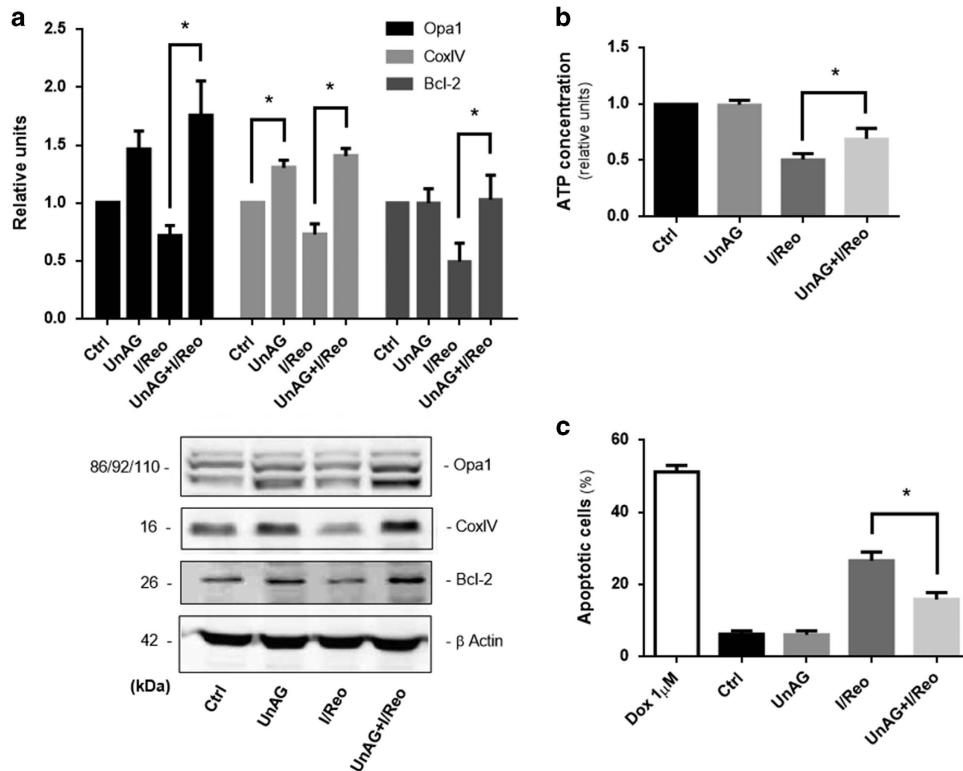 a
Relative units
2.5
2.0
1.5
1.0
0.5
0.0
Opa1
CoxIV
Bcl-2
* * * *
Ctrl UnAG I/Reo UnAG+I/Reo Ctrl UnAG I/Reo UnAG+I/Reo Ctrl UnAG I/Reo UnAG+I/Reo
86/92/110 - - Opa1
16 - - CoxIV
26 - - Bcl-2
42 - - β Actin
(kDa)
Ctrl UnAG I/Reo UnAG+I/Reo
b
ATP concentration
(relative units)
1.5
1.0
0.5
0.0
*
Ctrl UnAG I/Reo UnAG+I/Reo
c
Apoptotic cells (%)
60
40
20
0
*
Dox 1μM Ctrl UnAG I/Reo UnAG+I/Reo